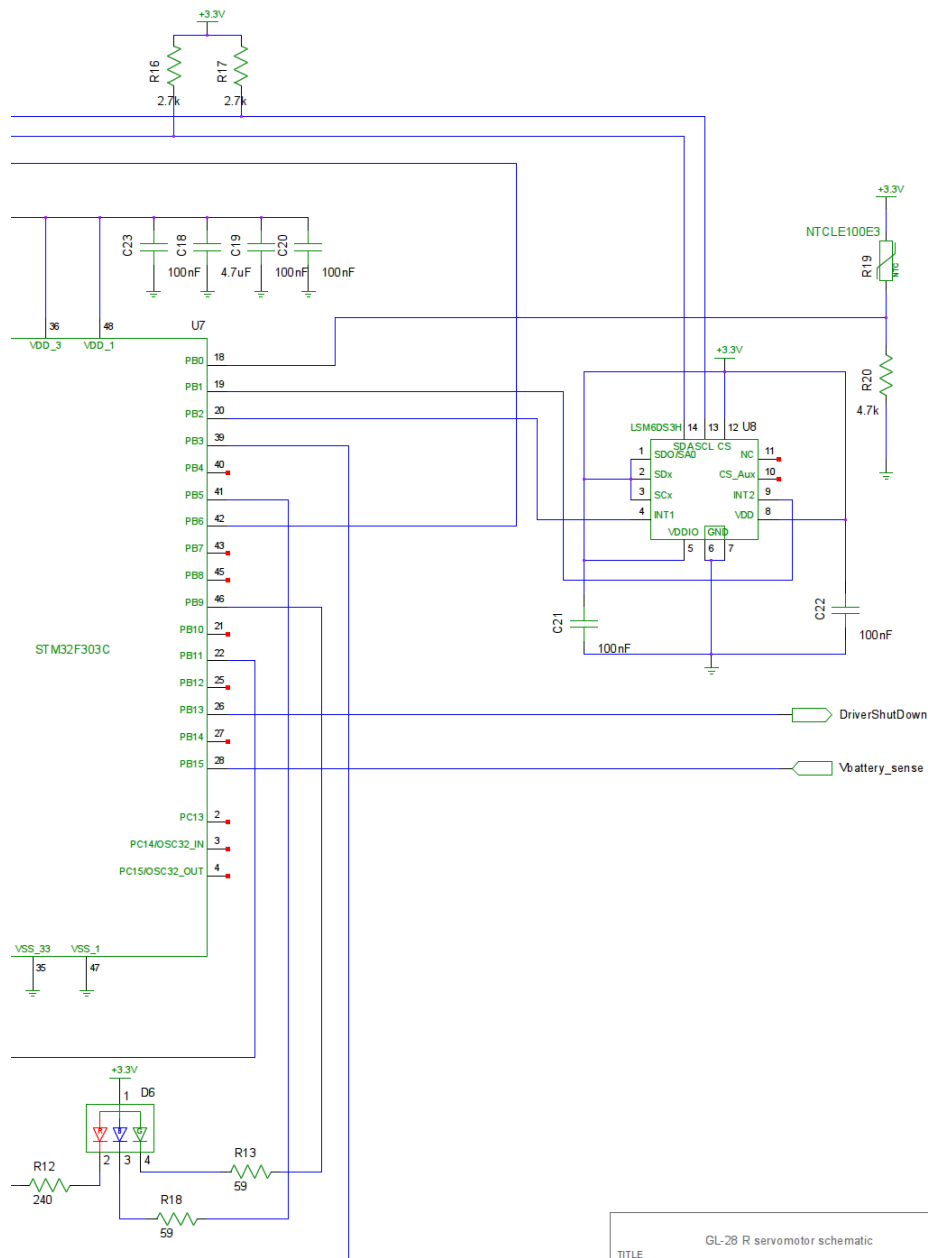 +3.3V
R16
R17
2.7k
2.7k
+3.3V
NTCLE100E3
R19
NTC
C23
C18
C19
C20
100nF
4.7uF
100nF
100nF
U7
36
48
VDD_3
VDD_1
PB0 18
PB1 19
PB2 20
PB3 39
PB4 40
PB5 41
PB6 42
PB7 43
PB8 45
PB9 46
PB10 21
PB11 22
PB12 25
PB13 26
PB14 27
PB15 28
PC13 2
PC14/OSC32_IN 3
PC15/OSC32_OUT 4
STM32F303C
VSS_33
VSS_1
35
47
+3.3V
R20
4.7k
LSM6DS3H
14
13
12
U8
SDA
SCL
CS
1 SDO/SA0
NC 11
2 SDx
CS_Aux 10
3 SCx
INT2 9
4 INT1
VDD 8
VDDIO
GND
5
6
7
C21
100nF
C22
100nF
DriverShutDown
Vbattery_sense
+3.3V
1
D6
R
B
G
2
3
4
R12
240
R13
59
R18
59
GL-28 R servomotor schematic
TITLE